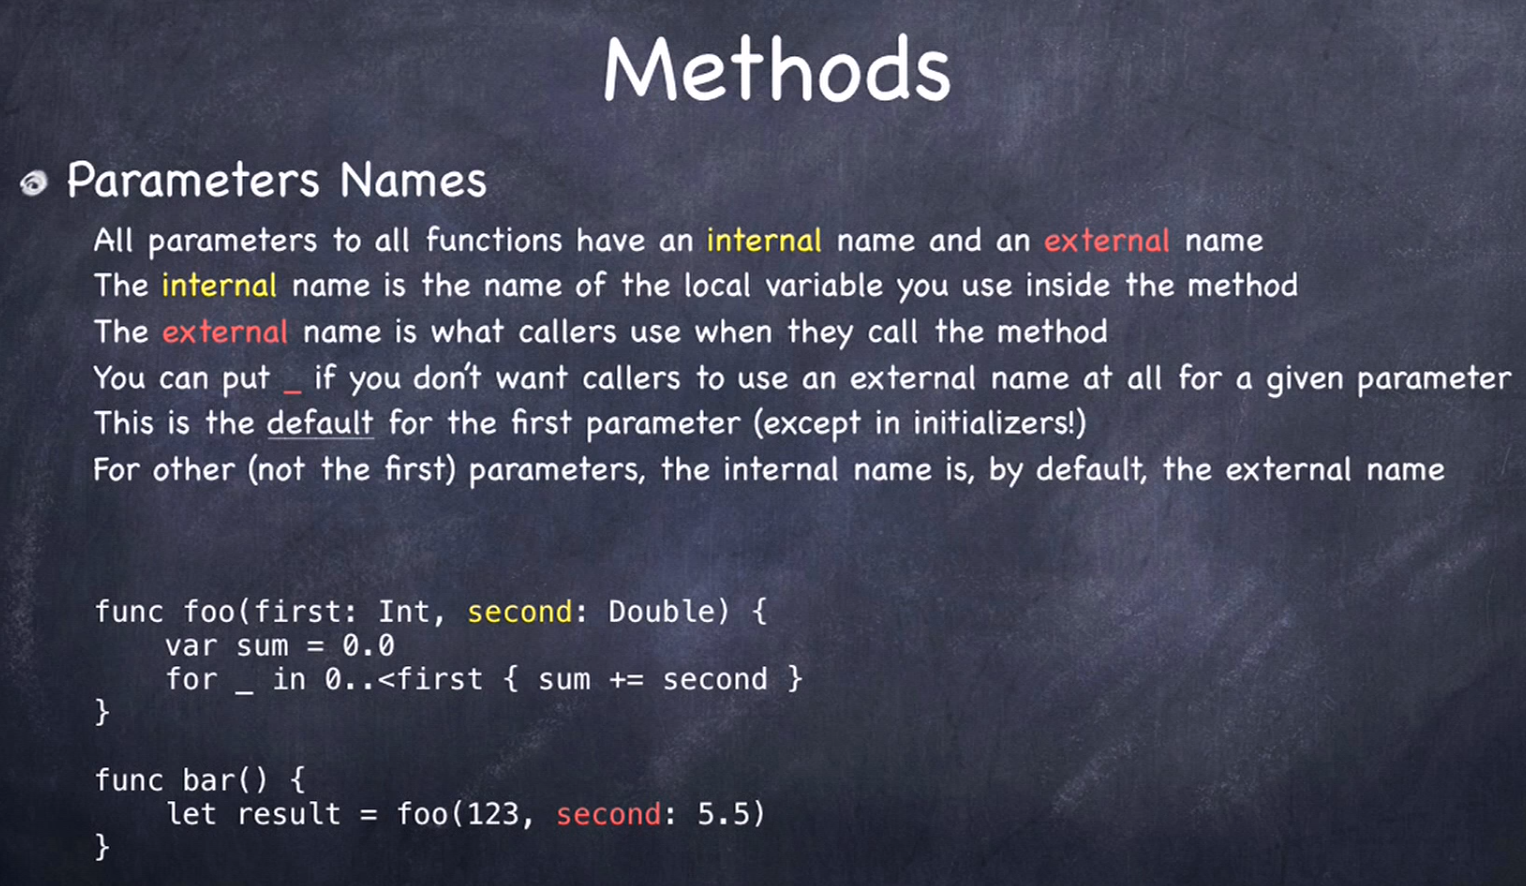 Methods
Parameters Names
All parameters to all functions have an internal name and an external name
The internal name is the name of the local variable you use inside the method
The external name is what callers use when they call the method
You can put _ if you don't want callers to use an external name at all for a given parameter
This is the default for the first parameter (except in initializers!)
For other (not the first) parameters, the internal name is, by default, the external name
func foo(first: Int, second: Double) {
    var sum = 0.0
    for _ in 0..<first { sum += second }
}
func bar() {
    let result = foo(123, second: 5.5)
}